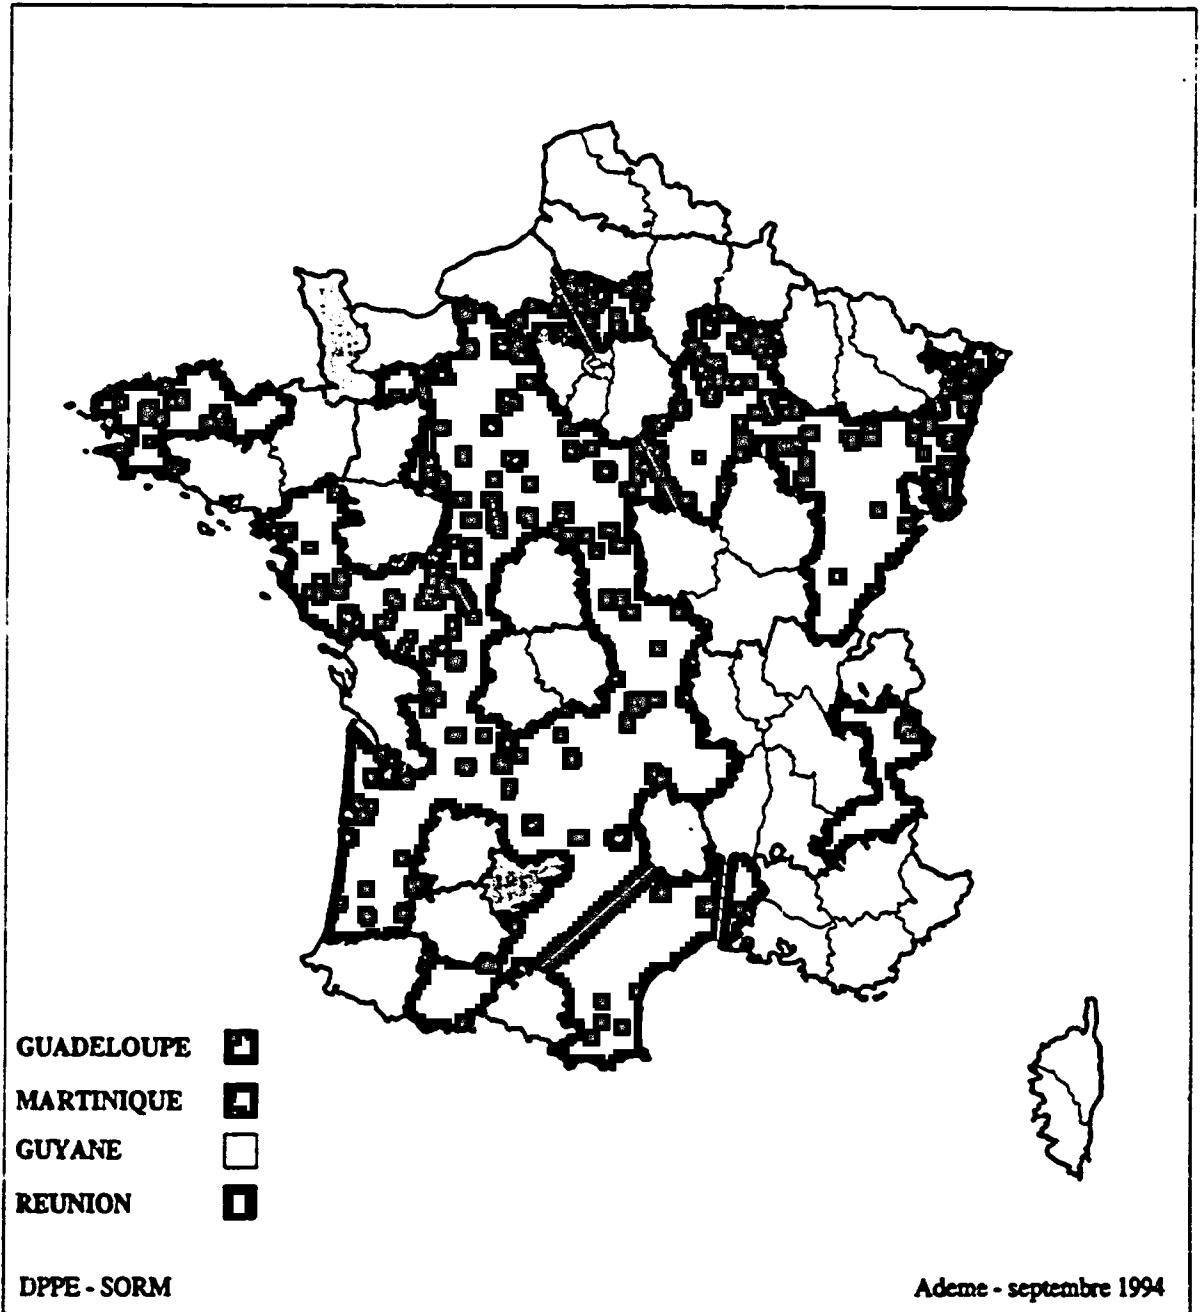 GUADELOUPE
MARTINIQUE
GUYANE
REUNION
DPPE - SORM
Ademe - septembre 1994